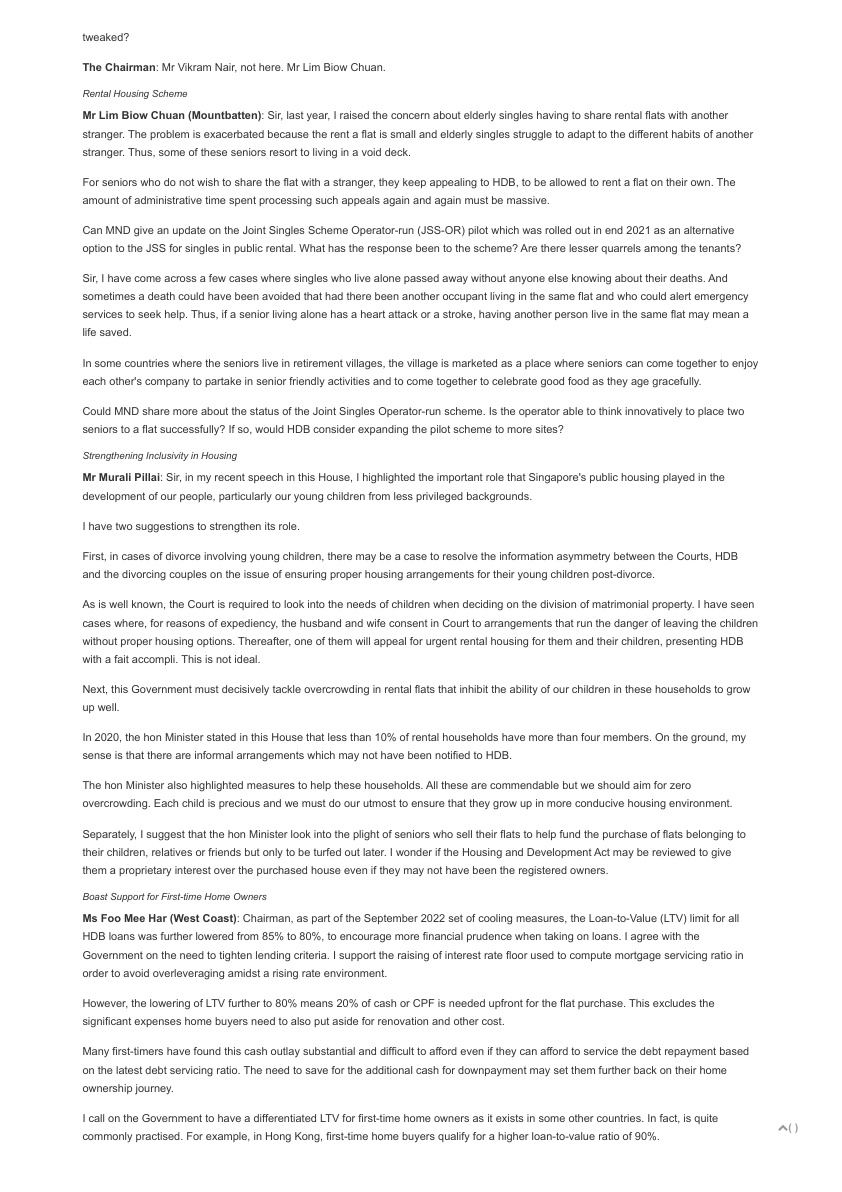 tweaked?
The Chairman: Mr Vikram Nair, not here. Mr Lim Biow Chuan.
Rental Housing Scheme
Mr Lim Biow Chuan (Mountbatten): Sir, last year, I raised the concern about elderly singles having to share rental flats with another
stranger. The problem is exacerbated because the rent a flat is small and elderly singles struggle to adapt to the different habits of another
stranger. Thus, some of these seniors resort to living in a void deck.
For seniors who do not wish to share the flat with a stranger, they keep appealing to HDB, to be allowed to rent a flat on their own. The
amount of administrative time spent processing such appeals again and again must be massive.
Can MND give an update on the Joint Singles Scheme Operator-run (JSS-OR) pilot which was rolled out in end 2021 as an alternative
option to the JSS for singles in public rental. What has the response been to the scheme? Are there lesser quarrels among the tenants?
Sir, I have come across a few cases where singles who live alone passed away without anyone else knowing about their deaths. And
sometimes a death could have been avoided that had there been another occupant living in the same flat and who could alert emergency
services to seek help. Thus, if a senior living alone has a heart attack or a stroke, having another person live in the same flat may mean a
life saved.
In some countries where the seniors live in retirement villages, the village is marketed as a place where seniors can come together to enjoy
each other's company to partake in senior friendly activities and to come together to celebrate good food as they age gracefully.
Could MND share more about the status of the Joint Singles Operator-run scheme. Is the operator able to think innovatively to place two
seniors to a flat successfully? If so, would HDB consider expanding the pilot scheme to more sites?
Strengthening Inclusivity in Housing
Mr Murali Pillai: Sir, in my recent speech in this House, I highlighted the important role that Singapore's public housing played in the
development of our people, particularly our young children from less privileged backgrounds.
I have two suggestions to strengthen its role.
First, in cases of divorce involving young children, there may be a case to resolve the information asymmetry between the Courts, HDB
and the divorcing couples on the issue of ensuring proper housing arrangements for their young children post-divorce.
As is well known, the Court is required to look into the needs of children when deciding on the division of matrimonial property. I have seen
cases where, for reasons of expediency, the husband and wife consent in Court to arrangements that run the danger of leaving the children
without proper housing options. Thereafter, one of them will appeal for urgent rental housing for them and their children, presenting HDB
with a fait accompli. This is not ideal.
Next, this Government must decisively tackle overcrowding in rental flats that inhibit the ability of our children in these households to grow
up well.
In 2020, the hon Minister stated in this House that less than 10% of rental households have more than four members. On the ground, my
sense is that there are informal arrangements which may not have been notified to HDB.
The hon Minister also highlighted measures to help these households. All these are commendable but we should aim for zero
overcrowding. Each child is precious and we must do our utmost to ensure that they grow up in more conducive housing environment.
Separately, I suggest that the hon Minister look into the plight of seniors who sell their flats to help fund the purchase of flats belonging to
their children, relatives or friends but only to be turfed out later. I wonder if the Housing and Development Act may be reviewed to give
them a proprietary interest over the purchased house even if they may not have been the registered owners.
Boast Support for First-time Home Owners
Ms Foo Mee Har (West Coast): Chairman, as part of the September 2022 set of cooling measures, the Loan-to-Value (LTV) limit for all
HDB loans was further lowered from 85% to 80%, to encourage more financial prudence when taking on loans. I agree with the
Government on the need to tighten lending criteria. I support the raising of interest rate floor used to compute mortgage servicing ratio in
order to avoid overleveraging amidst a rising rate environment.
However, the lowering of LTV further to 80% means 20% of cash or CPF is needed upfront for the flat purchase. This excludes the
significant expenses home buyers need to also put aside for renovation and other cost.
Many first-timers have found this cash outlay substantial and difficult to afford even if they can afford to service the debt repayment based
on the latest debt servicing ratio. The need to save for the additional cash for downpayment may set them further back on their home
ownership journey.
I call on the Government to have a differentiated LTV for first-time home owners as it exists in some other countries. In fact, is quite
commonly practised. For example, in Hong Kong, first-time home buyers qualify for a higher loan-to-value ratio of 90%.
( )